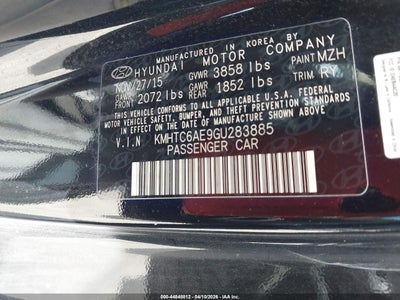 MANUFACTURED IN KOREA BY
HYUNDAI MOTOR COMPANY
NOV/27/15 GVWR 3858 lbs PAINT MZH
GAWR FRONT 2072 lbs GAWR REAR 1852 lbs TRIM RY
THIS VEHICLE CONFORMS TO ALL APPLICABLE U.S.A. FEDERAL
MOTOR VEHICLE SAFETY, BUMPER, AND THEFT PREVENTION
STANDARDS IN EFFECT ON THE DATE OF MANUFACTURE
SHOWN ABOVE.
V.I.N KMHTC6AE9GU283885
PASSENGER CAR
000-44848812 - 04/10/2026 - IAA Inc.